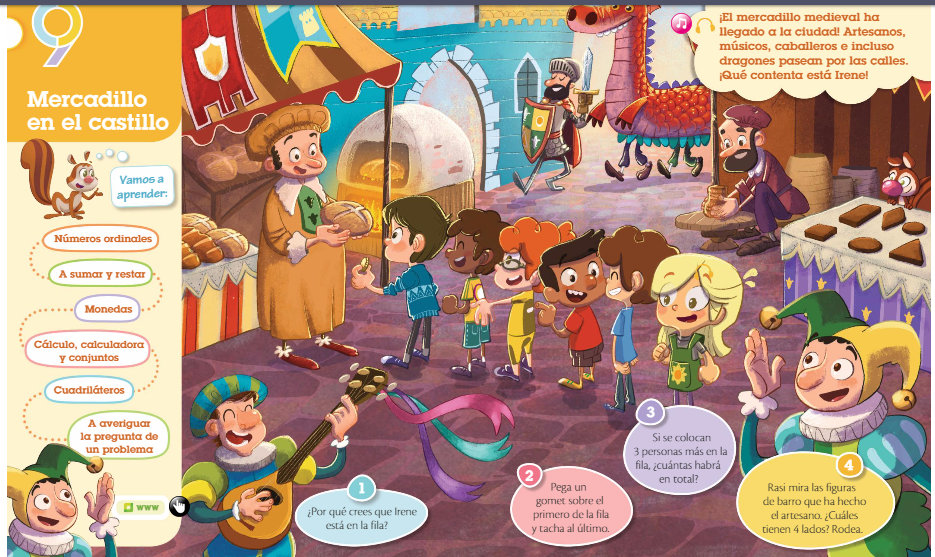 9
Mercadillo
en el castillo
Vamos a
aprender:
Números ordinales
A sumar y restar
Monedas
Cálculo, calculadora
y conjuntos
Cuadriláteros
A averiguar
la pregunta de
un problema
www
¡El mercadillo medieval ha
llegado a la ciudad! Artesanos,
músicos, caballeros e incluso
dragones pasean por las calles.
¡Qué contenta está Irene!
1
¿Por qué crees que Irene
está en la fila?
2
Pega un
gomet sobre el
primero de la fila
y tacha al último.
3
Si se colocan
3 personas más en la
fila, ¿cuántas habrá
en total?
4
Rasi mira las figuras
de barro que ha hecho
el artesano. ¿Cuáles
tienen 4 lados? Rodea.